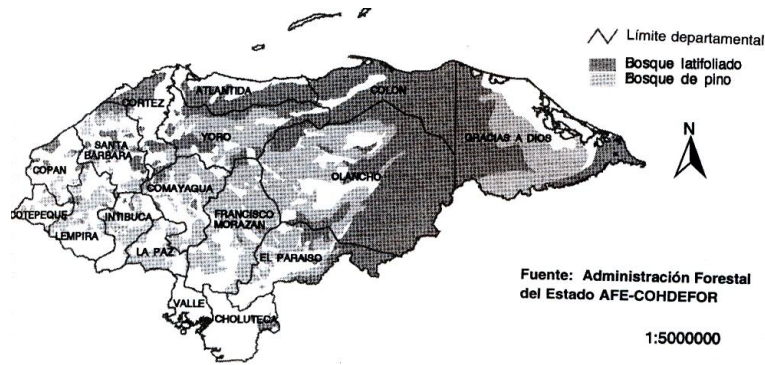 Límite departamental
Bosque latifoliado
Bosque de pino
N
ATLANTIDA
COLON
CORTEZ
YORO
GRACIAS A DIOS
SANTA
BARBARA
COPAN
OLANCHO
COMAYAGUA
OCOTEPEQUE
INTIBUCA
FRANCISCO
MORAZAN
LEMPIRA
LA PAZ
EL PARAISO
VALLE
CHOLUTECA
Fuente: Administración Forestal
del Estado AFE-COHDEFOR
1:5000000